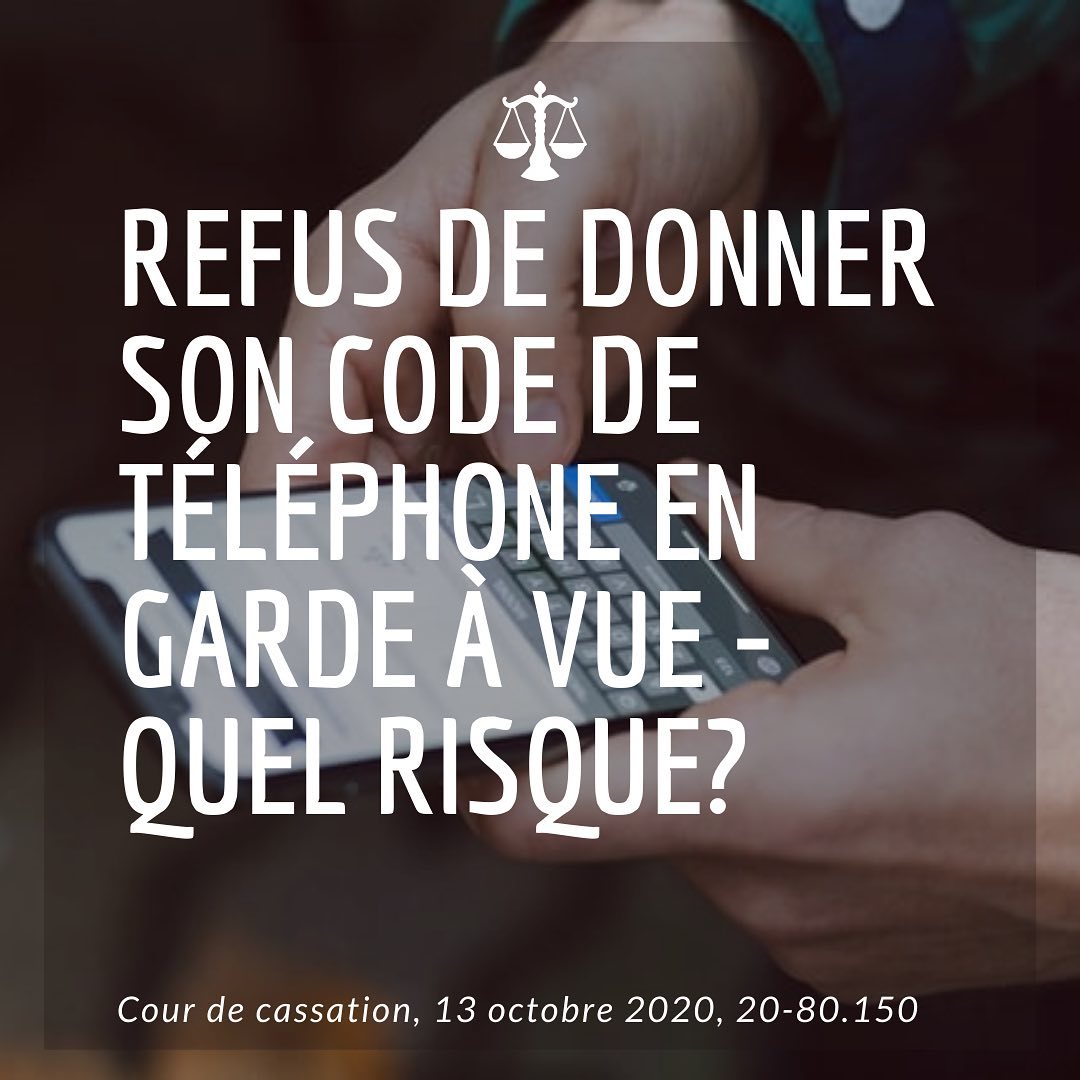 REFUS DE DONNER
SON CODE DE
TÉLÉPHONE EN
GARDE À VUE -
QUEL RISQUE?
Cour de cassation, 13 octobre 2020, 20-80.150